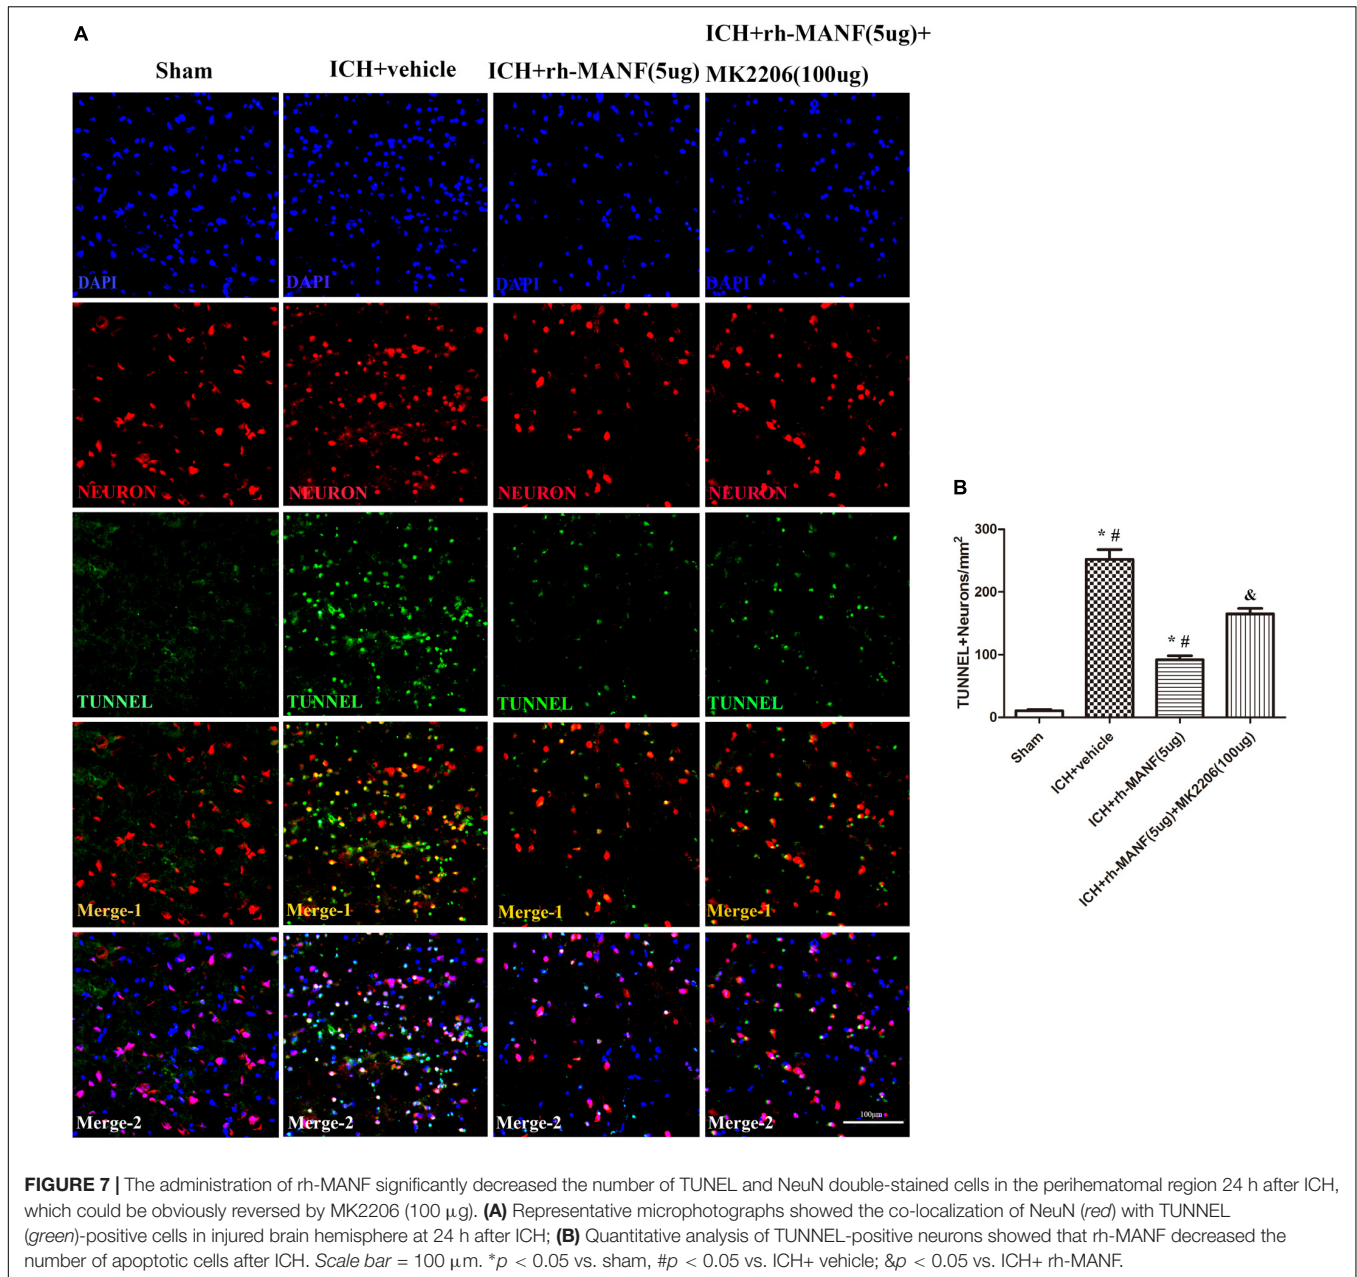 A
Sham
ICH+vehicle
ICH+rh-MANF(5ug)
ICH+rh-MANF(5ug)+
MK2206(100ug)
DAPI
DAPI
DAPI
DAPI
NEURON
NEURON
NEURON
NEURON
TUNNEL
TUNNEL
TUNNEL
TUNNEL
Merge-1
Merge-1
Merge-1
Merge-1
Merge-2
Merge-2
Merge-2
Merge-2
100μm
B
TUNNEL+Neurons/mm²
300
200
100
0
* #
* #
&
Sham
ICH+vehicle
ICH+rh-MANF(5ug)
ICH+rh-MANF(5ug)+MK2206(100ug)
FIGURE 7 | The administration of rh-MANF significantly decreased the number of TUNEL and NeuN double-stained cells in the perihematomal region 24 h after ICH,
which could be obviously reversed by MK2206 (100 μg). (A) Representative microphotographs showed the co-localization of NeuN (red) with TUNNEL
(green)-positive cells in injured brain hemisphere at 24 h after ICH; (B) Quantitative analysis of TUNNEL-positive neurons showed that rh-MANF decreased the
number of apoptotic cells after ICH. Scale bar = 100 μm. *p < 0.05 vs. sham, #p < 0.05 vs. ICH+ vehicle; &p < 0.05 vs. ICH+ rh-MANF.